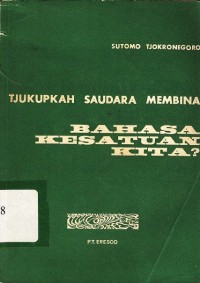 SUTOMO TJOKRONEGORO
TJUKUPKAH SAUDARA MEMBINA
BAHASA
KESATUAN
KITA?
8
P.T. ERESCO